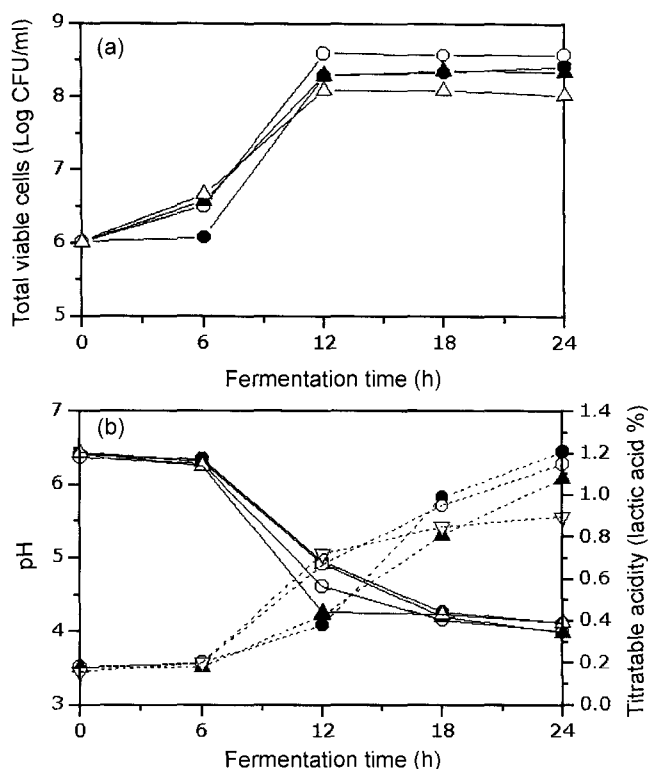 (a)
Total viable cells (Log CFU/ml)
9
8
7
6
5
0 6 12 18 24
Fermentation time (h)
(b)
pH
7
6
5
4
3
Titratable acidity (lactic acid %)
1.4
1.2
1.0
0.8
0.6
0.4
0.2
0.0
0 6 12 18 24
Fermentation time (h)